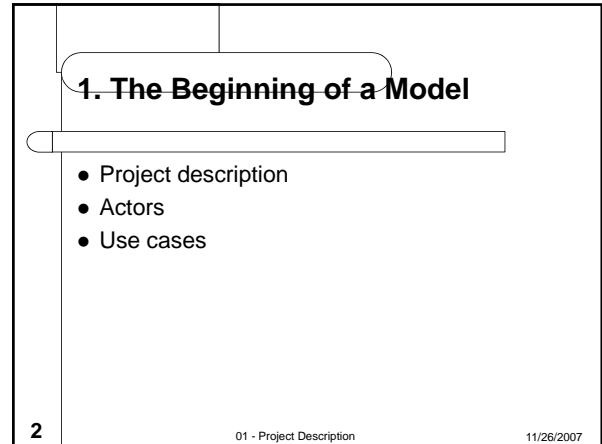 1. The Beginning of a Model
● Project description
● Actors
● Use cases
2
01 - Project Description
11/26/2007